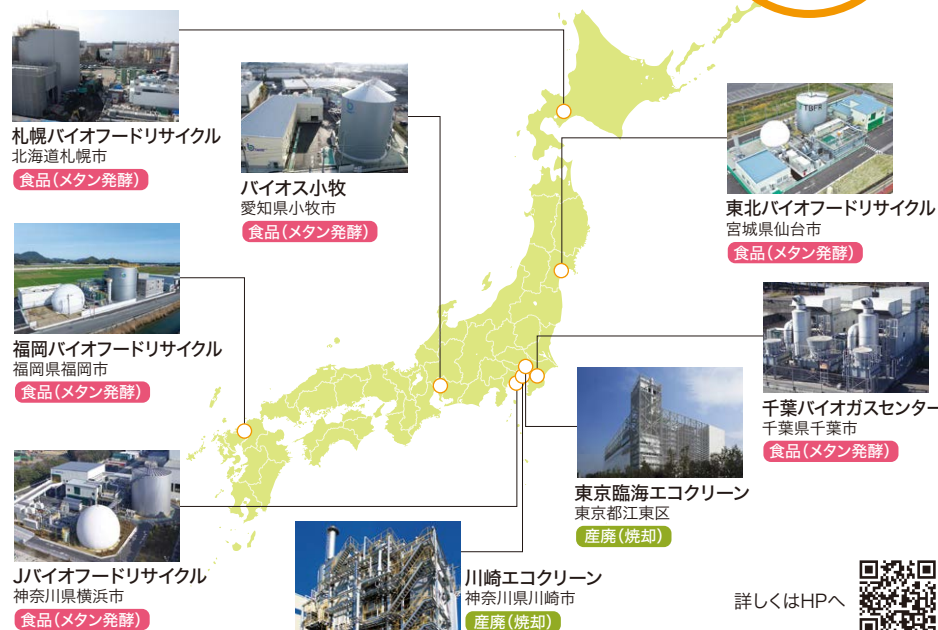 札幌バイオフードリサイクル
北海道札幌市
食品(メタン発酵)
バイオス小牧
愛知県小牧市
食品(メタン発酵)
東北バイオフードリサイクル
宮城県仙台市
食品(メタン発酵)
福岡バイオフードリサイクル
福岡県福岡市
食品(メタン発酵)
千葉バイオガスセンター
千葉県千葉市
食品(メタン発酵)
東京臨海エコクリーン
東京都江東区
産廃(焼却)
Jバイオフードリサイクル
神奈川県横浜市
食品(メタン発酵)
川崎エコクリーン
神奈川県川崎市
産廃(焼却)
詳しくはHPへ